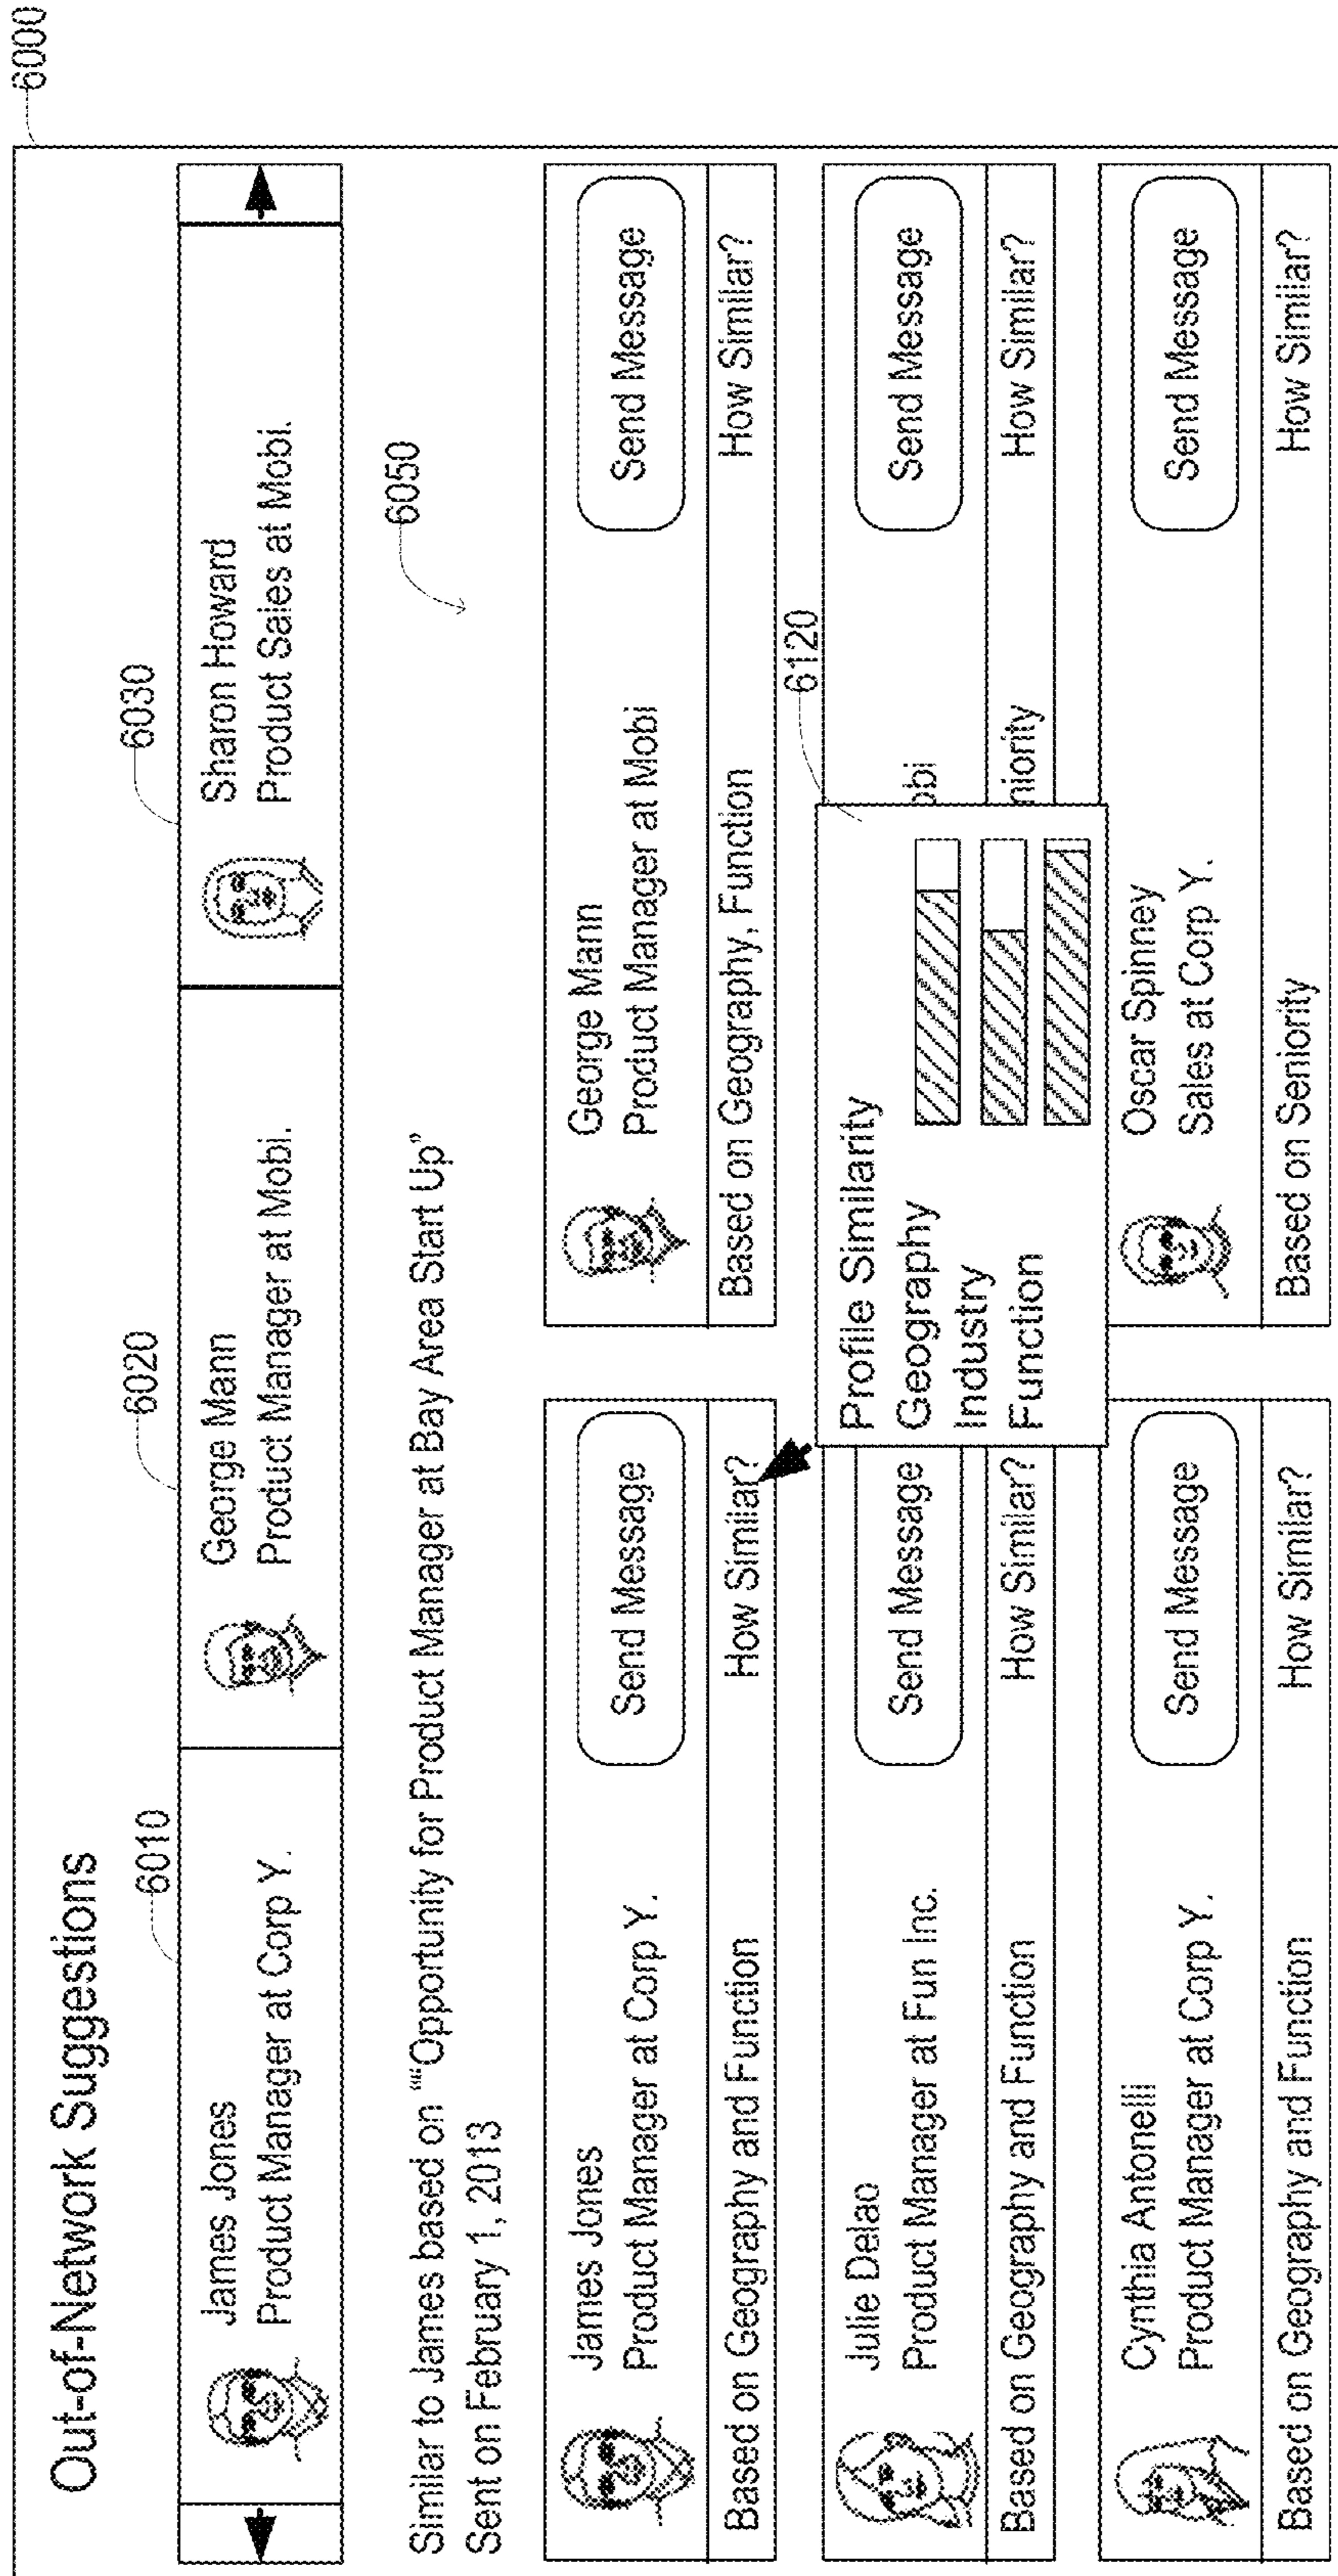 6000
Out-of-Network Suggestions
6010
6020
6030
James Jones
Product Manager at Corp Y.
George Mann
Product Manager at Mobi.
Sharon Howard
Product Sales at Mobi.
6050
Similar to James based on ““Opportunity for Product Manager at Bay Area Start Up”
Sent on February 1, 2013
James Jones
Product Manager at Corp Y.
Send Message
Based on Geography and Function
How Similar?
George Mann
Product Manager at Mobi
Send Message
Based on Geography, Function
How Similar?
6120
Julie Delao
Product Manager at Fun Inc.
Send Message
Based on Geography and Function
How Similar?
Profile Similarity
Geography
Industry
Function
obi
Send Message
niority
How Similar?
Cynthia Antonelli
Product Manager at Corp Y.
Send Message
Based on Geography and Function
How Similar?
Oscar Spinney
Sales at Corp Y.
Send Message
Based on Seniority
How Similar?